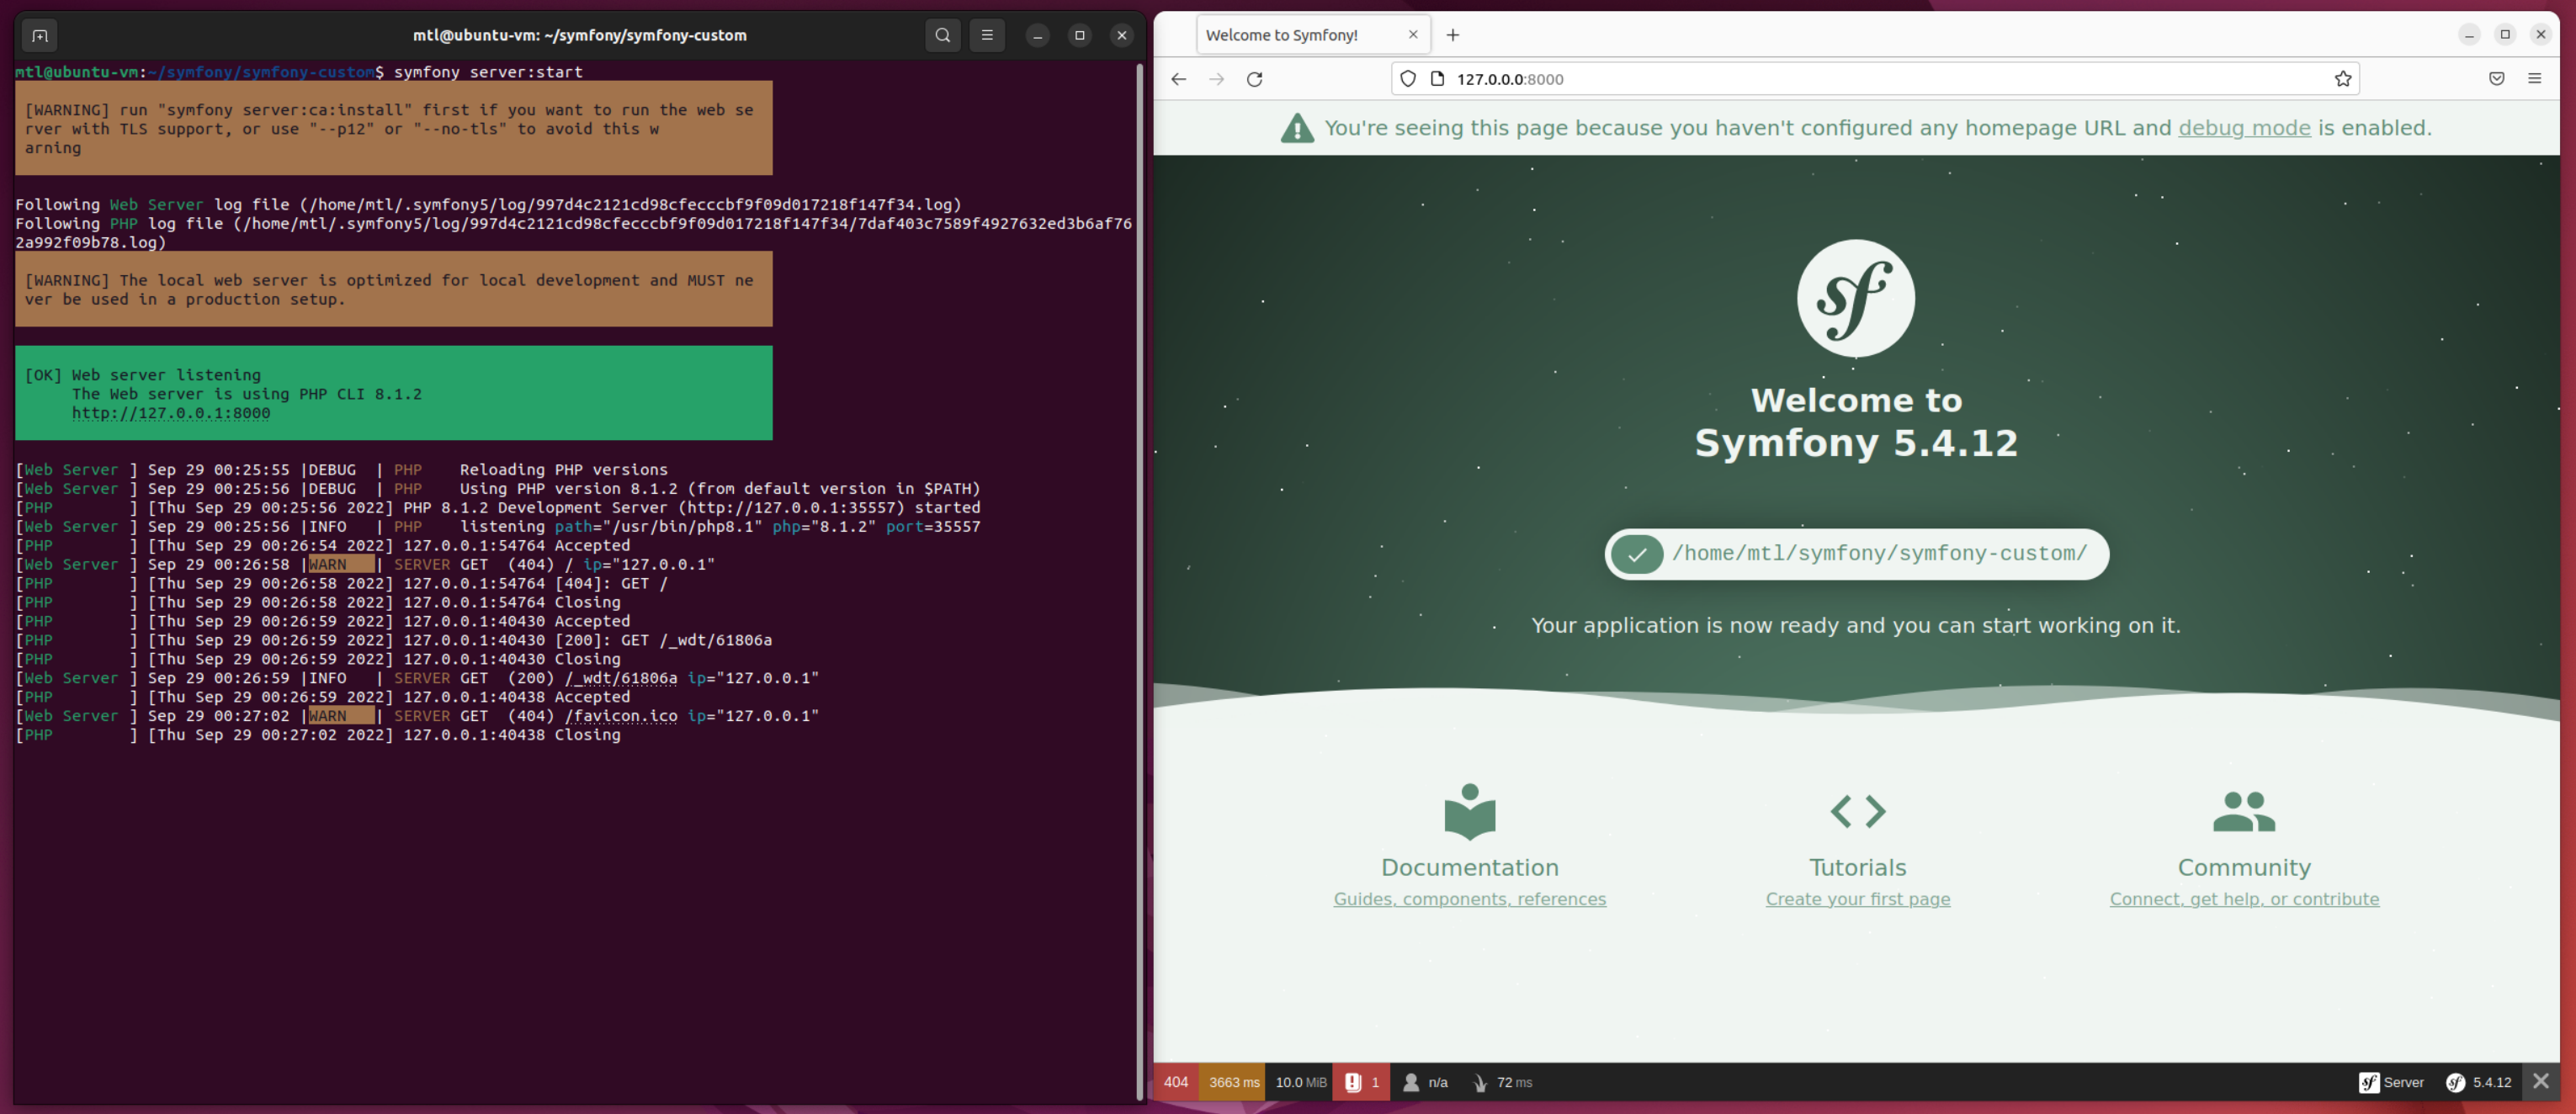 mtl@ubuntu-vm: ~/symfony/symfony-custom
mtl@ubuntu-vm:~/symfony/symfony-custom$ symfony server:start
[WARNING] run "symfony server:ca:install" first if you want to run the web se
rver with TLS support, or use "--p12" or "--no-tls" to avoid this w
arning
Following Web Server log file (/home/mtl/.symfony5/log/997d4c2121cd98cfecccbf9f09d017218f147f34.log)
Following PHP log file (/home/mtl/.symfony5/log/997d4c2121cd98cfecccbf9f09d017218f147f34/7daf403c7589f4927632ed3b6af76
2a992f09b78.log)
[WARNING] The local web server is optimized for local development and MUST ne
ver be used in a production setup.
[OK] Web server listening
The Web server is using PHP CLI 8.1.2
http://127.0.0.1:8000
[Web Server ] Sep 29 00:25:55 |DEBUG  | PHP    Reloading PHP versions
[Web Server ] Sep 29 00:25:56 |DEBUG  | PHP    Using PHP version 8.1.2 (from default version in $PATH)
[PHP        ] [Thu Sep 29 00:25:56 2022] PHP 8.1.2 Development Server (http://127.0.0.1:35557) started
[Web Server ] Sep 29 00:25:56 |INFO   | PHP    listening path="/usr/bin/php8.1" php="8.1.2" port=35557
[PHP        ] [Thu Sep 29 00:26:54 2022] 127.0.0.1:54764 Accepted
[Web Server ] Sep 29 00:26:58 |WARN   | SERVER GET  (404) / ip="127.0.0.1"
[PHP        ] [Thu Sep 29 00:26:58 2022] 127.0.0.1:54764 [404]: GET /
[PHP        ] [Thu Sep 29 00:26:58 2022] 127.0.0.1:54764 Closing
[PHP        ] [Thu Sep 29 00:26:59 2022] 127.0.0.1:40430 Accepted
[PHP        ] [Thu Sep 29 00:26:59 2022] 127.0.0.1:40430 [200]: GET /_wdt/61806a
[PHP        ] [Thu Sep 29 00:26:59 2022] 127.0.0.1:40430 Closing
[Web Server ] Sep 29 00:26:59 |INFO   | SERVER GET  (200) /_wdt/61806a ip="127.0.0.1"
[PHP        ] [Thu Sep 29 00:26:59 2022] 127.0.0.1:40438 Accepted
[Web Server ] Sep 29 00:27:02 |WARN   | SERVER GET  (404) /favicon.ico ip="127.0.0.1"
[PHP        ] [Thu Sep 29 00:27:02 2022] 127.0.0.1:40438 Closing
Welcome to Symfony!
127.0.0.0:8000
You're seeing this page because you haven't configured any homepage URL and debug mode is enabled.
sf
Welcome to
Symfony 5.4.12
/home/mtl/symfony/symfony-custom/
Your application is now ready and you can start working on it.
Documentation
Guides, components, references
Tutorials
Create your first page
Community
Connect, get help, or contribute
404 3663 ms 10.0 MiB 1 n/a 72 ms sf Server sf 5.4.12